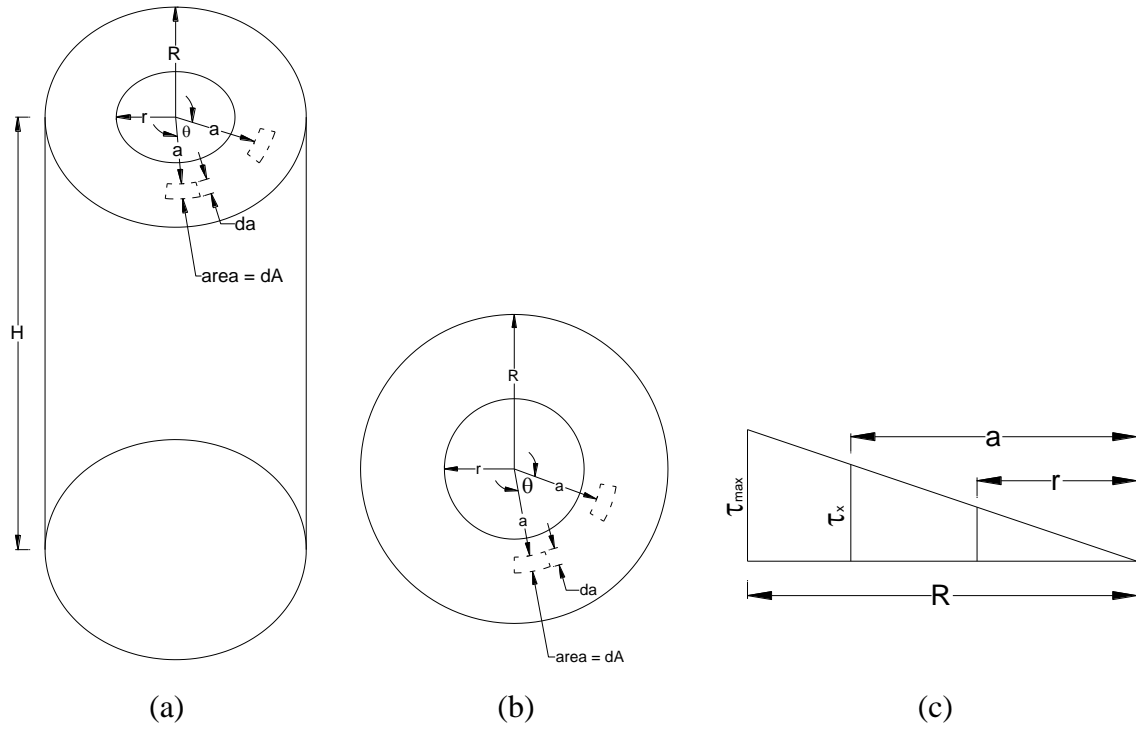 R
r
θ
a
a
da
area = dA
H
(a)
R
r
θ
a
a
da
area = dA
(b)
a
r
τmax
τx
R
(c)